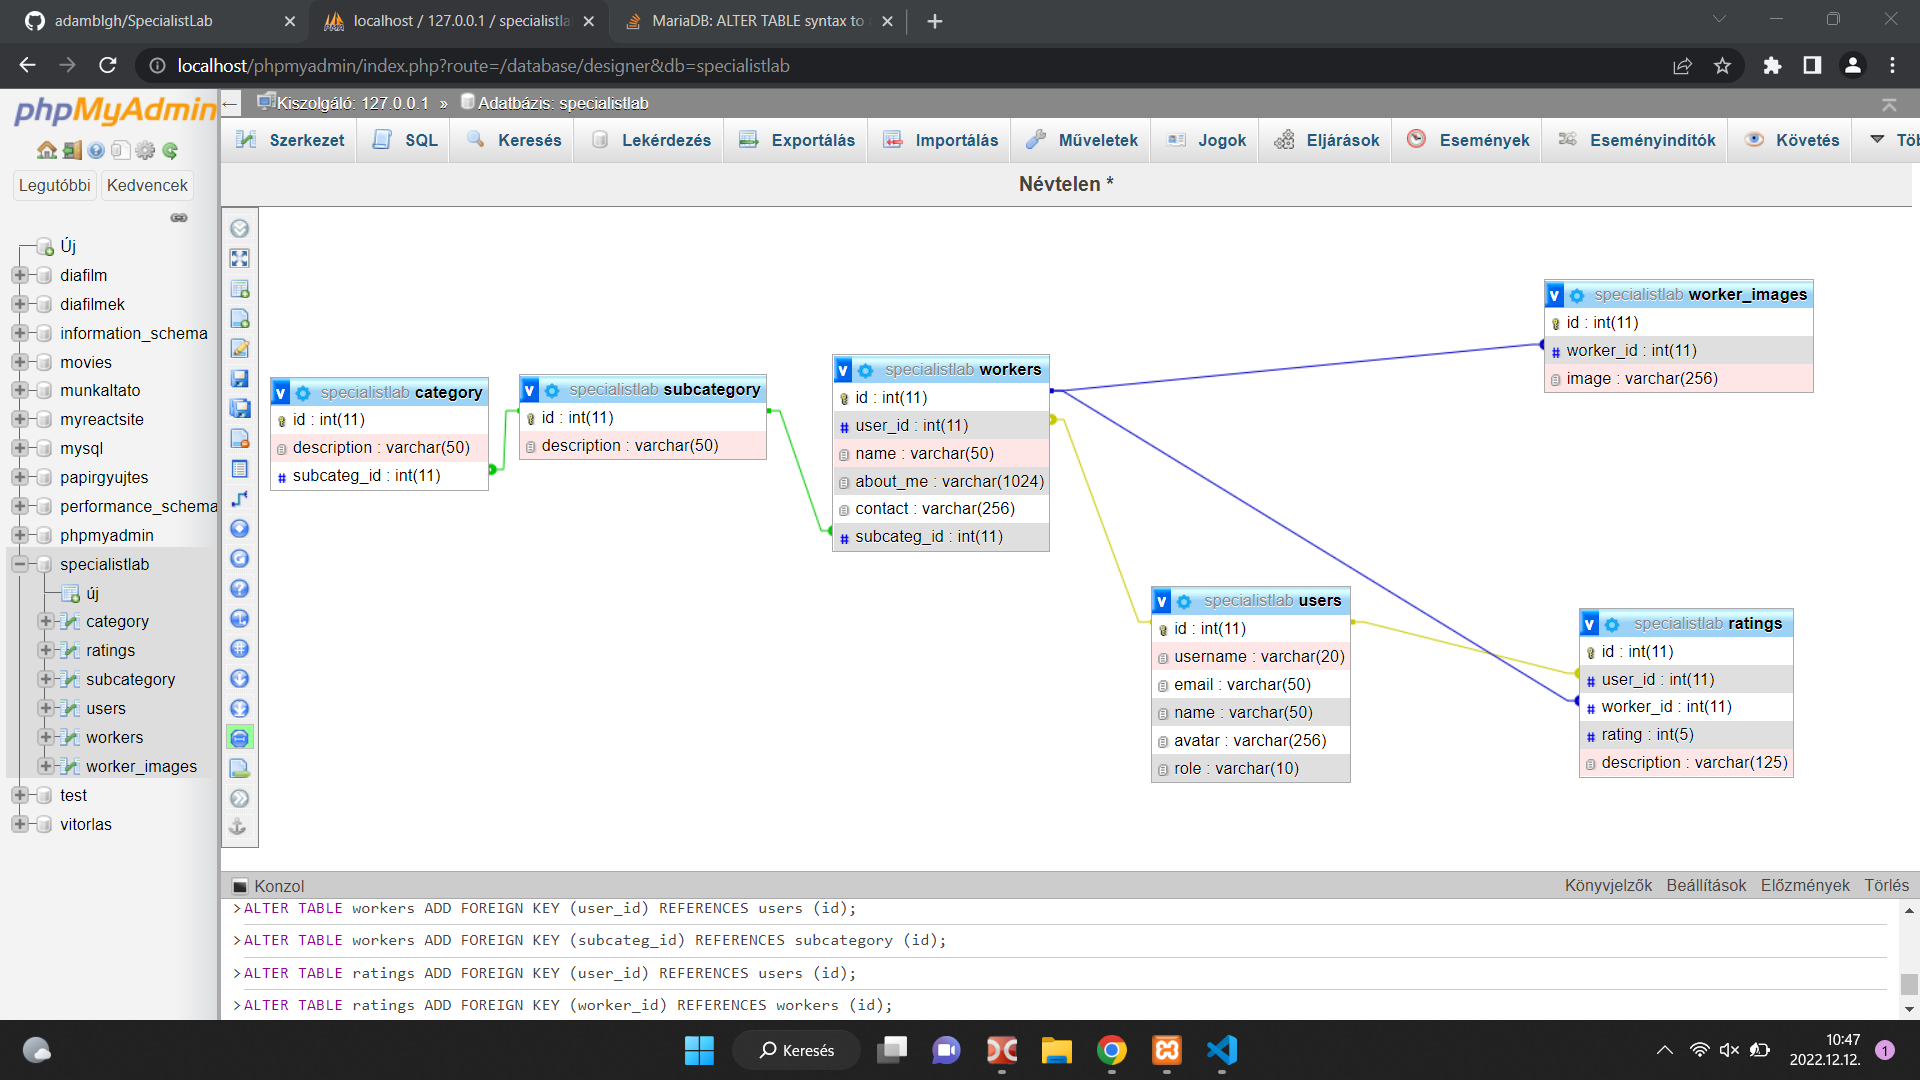 adamblgh/SpecialistLab
localhost / 127.0.0.1 / specialistla
MariaDB: ALTER TABLE syntax to
localhost/phpmyadmin/index.php?route=/database/designer&db=specialistlab
phpMyAdmin
Legutóbbi
Kedvencek
Új
diafilm
diafilmek
information_schema
movies
munkaltato
myreactsite
mysql
papirgyujtes
performance_schema
phpmyadmin
specialistlab
új
category
ratings
subcategory
users
workers
worker_images
test
vitorlas
Kiszolgáló: 127.0.0.1 » Adatbázis: specialistlab
Szerkezet
SQL
Keresés
Lekérdezés
Exportálás
Importálás
Műveletek
Jogok
Eljárások
Események
Eseményindítók
Követés
Töb
Névtelen *
v specialistlab category
id : int(11)
description : varchar(50)
# subcateg_id : int(11)
v specialistlab subcategory
id : int(11)
description : varchar(50)
v specialistlab workers
id : int(11)
# user_id : int(11)
name : varchar(50)
about_me : varchar(1024)
contact : varchar(256)
# subcateg_id : int(11)
v specialistlab worker_images
id : int(11)
# worker_id : int(11)
image : varchar(256)
v specialistlab users
id : int(11)
username : varchar(20)
email : varchar(50)
name : varchar(50)
avatar : varchar(256)
role : varchar(10)
v specialistlab ratings
id : int(11)
# user_id : int(11)
# worker_id : int(11)
# rating : int(5)
description : varchar(125)
Konzol
Könyvjelzők Beállítások Előzmények Törlés
>ALTER TABLE workers ADD FOREIGN KEY (user_id) REFERENCES users (id);
>ALTER TABLE workers ADD FOREIGN KEY (subcateg_id) REFERENCES subcategory (id);
>ALTER TABLE ratings ADD FOREIGN KEY (user_id) REFERENCES users (id);
>ALTER TABLE ratings ADD FOREIGN KEY (worker_id) REFERENCES workers (id);
Keresés
10:47
2022.12.12.
1